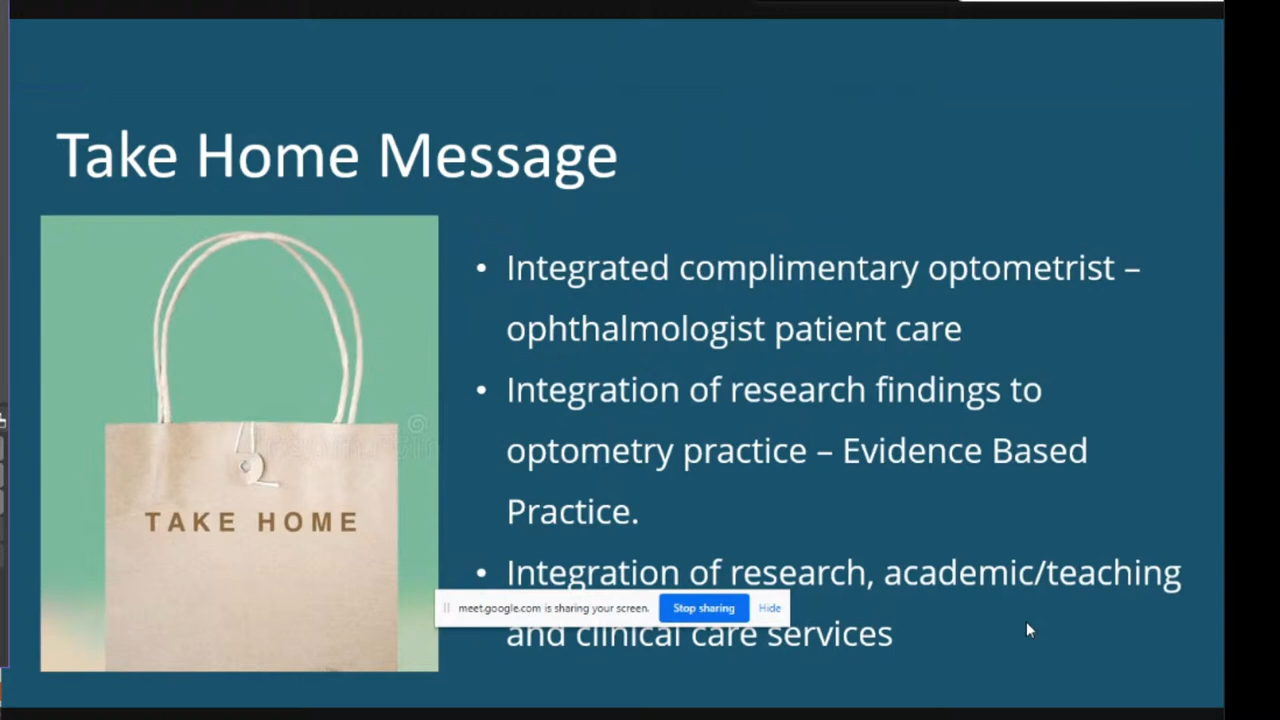 Take Home Message
• Integrated complimentary optometrist –
ophthalmologist patient care
• Integration of research findings to
optometry practice – Evidence Based
Practice.
• Integration of research, academic/teaching
and clinical care services
TAKE HOME
meet.google.com is sharing your screen.
Stop sharing
Hide